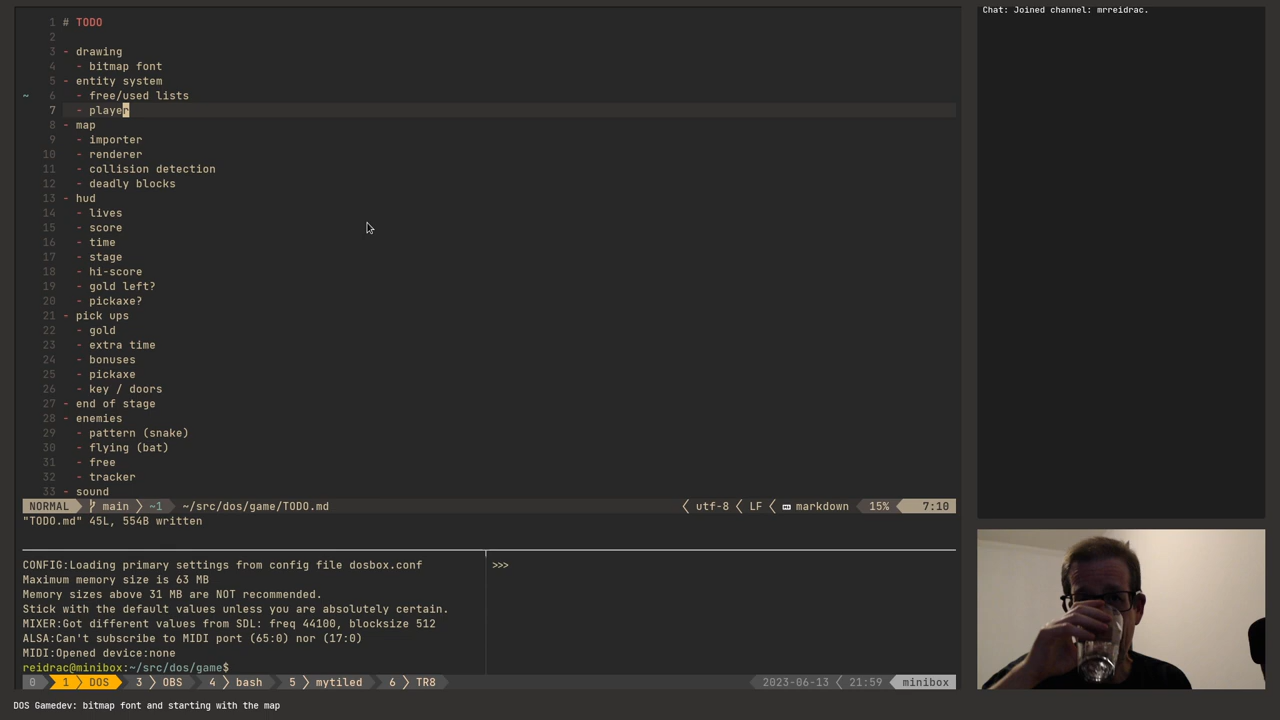 Chat: Joined channel: mrreidrac.
1 # TODO
2
3 - drawing
4 - bitmap font
5 - entity system
~ 6 - free/used lists
7 - player
8 - map
9 - importer
10 - renderer
11 - collision detection
12 - deadly blocks
13 - hud
14 - lives
15 - score
16 - time
17 - stage
18 - hi-score
19 - gold left?
20 - pickaxe?
21 - pick ups
22 - gold
23 - extra time
24 - bonuses
25 - pickaxe
26 - key / doors
27 - end of stage
28 - enemies
29 - pattern (snake)
30 - flying (bat)
31 - free
32 - tracker
33 - sound
NORMAL main ~1 ~/src/dos/game/TODO.md utf-8 LF markdown 15% 7:10
"TODO.md" 45L, 554B written
CONFIG:Loading primary settings from config file dosbox.conf
Maximum memory size is 63 MB
Memory sizes above 31 MB are NOT recommended.
Stick with the default values unless you are absolutely certain.
MIXER:Got different values from SDL: freq 44100, blocksize 512
ALSA:Can't subscribe to MIDI port (65:0) nor (17:0)
MIDI:Opened device:none
reidrac@minibox:~/src/dos/game$
>>>
0 1 DOS 3 OBS 4 bash 5 mytiled 6 TR8 2023-06-13 21:59 minibox
DOS Gamedev: bitmap font and starting with the map